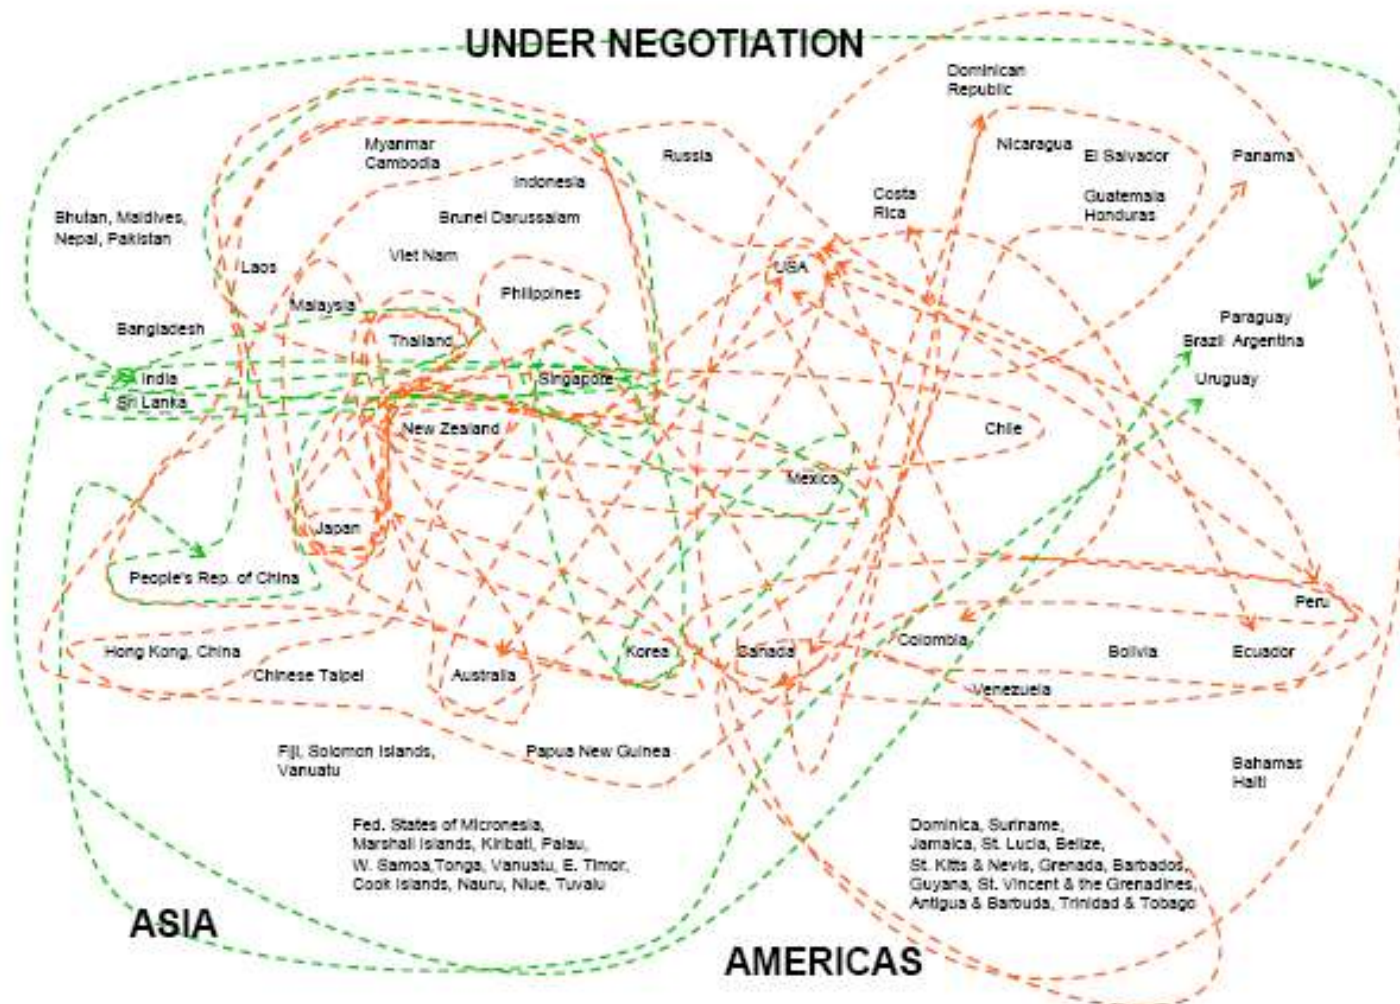 UNDER NEGOTIATION
Dominican
Republic
Myanmar
Cambodia
Russia
Nicaragua
El Salvador
Panama
Indonesia
Costa
Rica
Guatemala
Honduras
Bhutan, Maldives,
Nepal, Pakistan
Brunei Darussalam
Laos
Viet Nam
USA
Malaysia
Philippines
Bangladesh
Thailand
Paraguay
Brazil Argentina
India
Singapore
Uruguay
Sri Lanka
New Zealand
Chile
Mexico
Japan
People's Rep. of China
Peru
Hong Kong, China
Korea
Canada
Colombia
Bolivia
Ecuador
Chinese Taipei
Australia
Venezuela
Fiji, Solomon Islands,
Vanuatu
Papua New Guinea
Bahamas
Haiti
Fed. States of Micronesia,
Marshall Islands, Kiribati, Palau,
W. Samoa,Tonga, Vanuatu, E. Timor,
Cook Islands, Nauru, Niue, Tuvalu
Dominica, Suriname,
Jamaica, St. Lucia, Belize,
St. Kitts & Nevis, Grenada, Barbados,
Guyana, St. Vincent & the Grenadines,
Antigua & Barbuda, Trinidad & Tobago
ASIA
AMERICAS